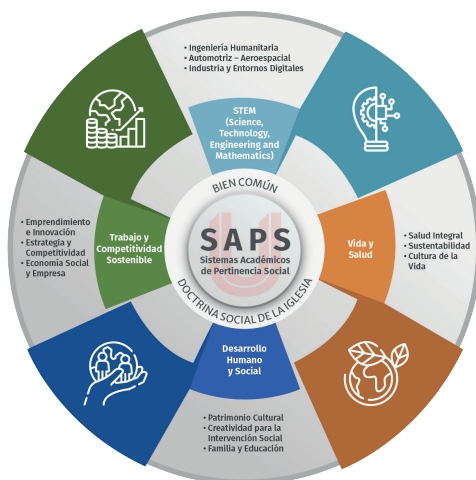 • Ingeniería Humanitaria
• Automotriz – Aeroespacial
• Industria y Entornos Digitales
STEM
(Science,
Technology,
Engineering and
Mathematics)
BIEN COMÚN
• Emprendimiento
e Innovación
• Estrategia y
Competitividad
• Economía Social
y Empresa
Trabajo y
Competitividad
Sostenible
SAPS
Sistemas Académicos
de Pertinencia Social
Vida y
Salud
• Salud Integral
• Sustentabilidad
• Cultura de la
Vida
DOCTRINA SOCIAL DE LA IGLESIA
Desarrollo
Humano
y Social
• Patrimonio Cultural
• Creatividad para la
Intervención Social
• Familia y Educación